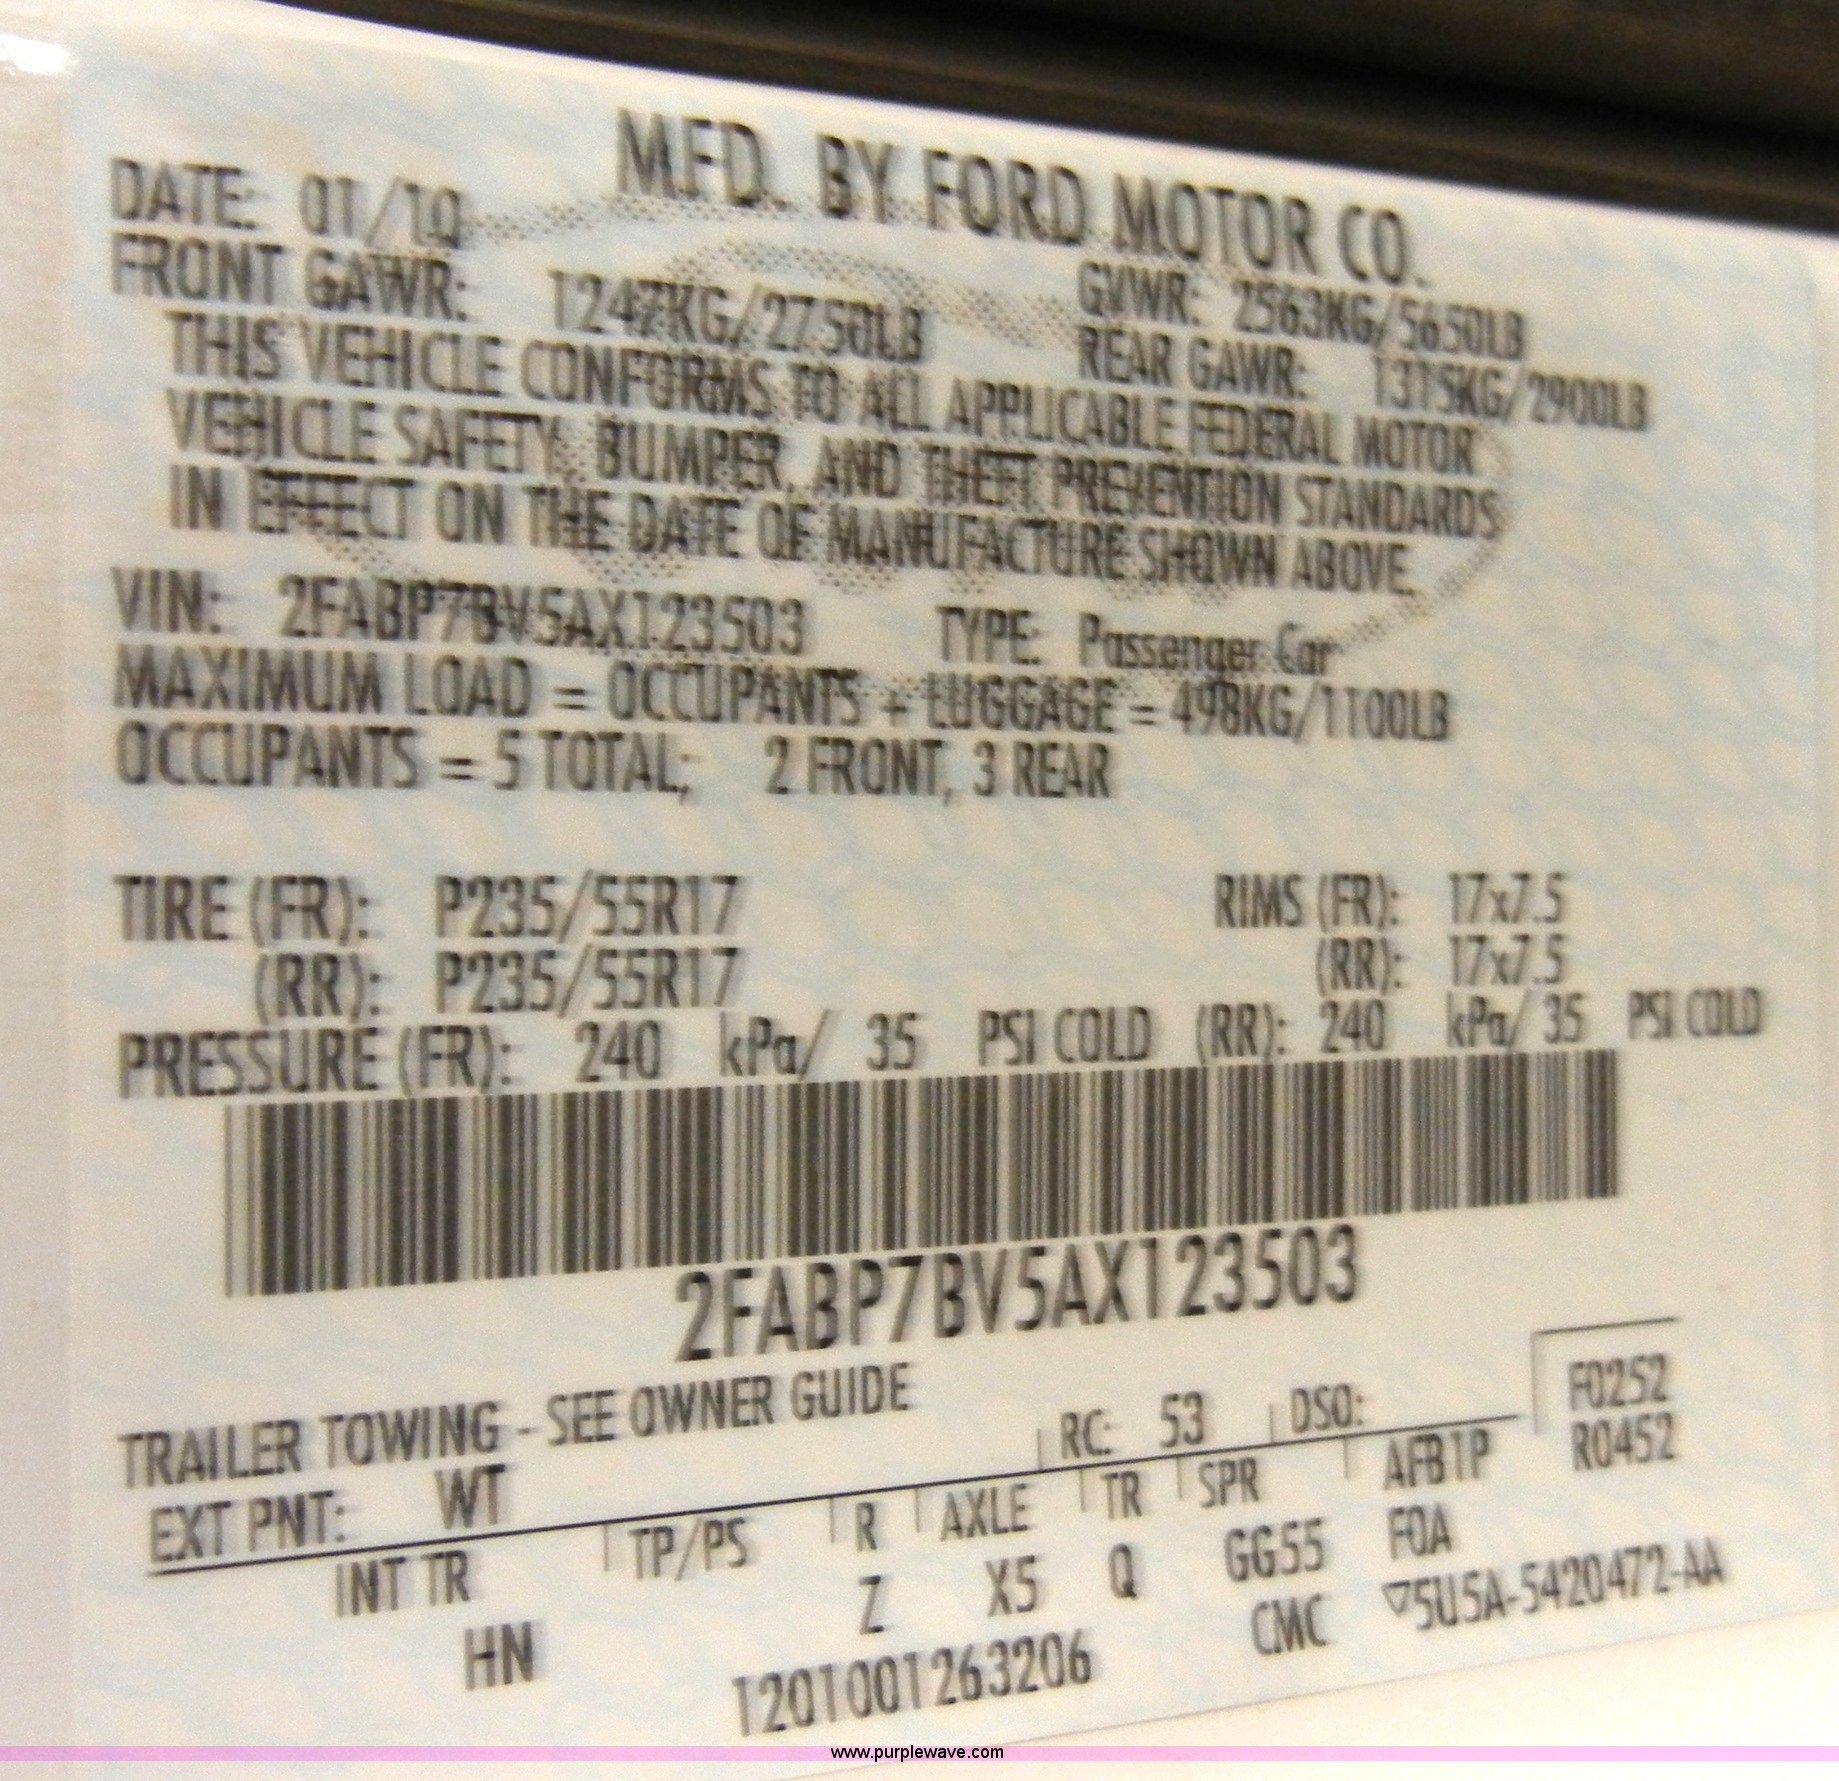 MFD. BY FORD MOTOR CO.
DATE: 01/10
GVWR: 2563KG/5650LB
FRONT GAWR: 1247KG/2750LB
REAR GAWR: 1315KG/2900LB
THIS VEHICLE CONFORMS TO ALL APPLICABLE FEDERAL MOTOR
VEHICLE SAFETY, BUMPER, AND THEFT PREVENTION STANDARDS
IN EFFECT ON THE DATE OF MANUFACTURE SHOWN ABOVE.
VIN: 2FABP7BV5AX123503 TYPE: Passenger Car
MAXIMUM LOAD = OCCUPANTS + LUGGAGE = 498KG/1100LB
OCCUPANTS = 5 TOTAL; 2 FRONT, 3 REAR
TIRE (FR): P235/55R17 RIMS (FR): 17x7.5
(RR): P235/55R17 (RR): 17x7.5
PRESSURE (FR): 240 kPa/ 35 PSI COLD (RR): 240 kPa/ 35 PSI COLD
2FABP7BV5AX123503
TRAILER TOWING - SEE OWNER GUIDE
F0252
EXT PNT: WT RC: 53 DSO: R0452
INT TR TP/PS R AXLE TR SPR AFB1P
HN Z X5 Q GG55 FOA
1201001263206 CMC ▽5U5A-5420472-AA
www.purplewave.com